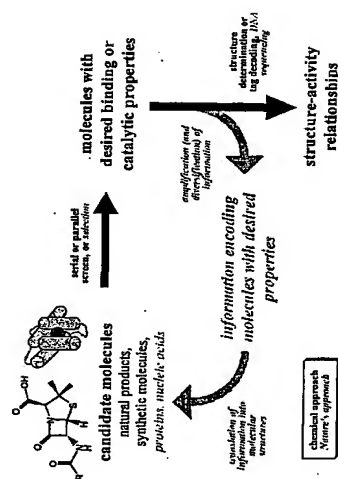 HO
O
S
O
N
H
H
O
R
candidate molecules
natural products,
synthetic molecules,
proteins, nucleic acids
serial or parallel
screen, or selection
molecules with
desired binding or
catalytic properties
structure
determination or
tag decoding, DNA
sequencing
amplification (and
diversification) of
information
translation of
information into
molecular
structures
information encoding
molecules with desired
properties
structure-activity
relationships
chemical approach
Nature's approach